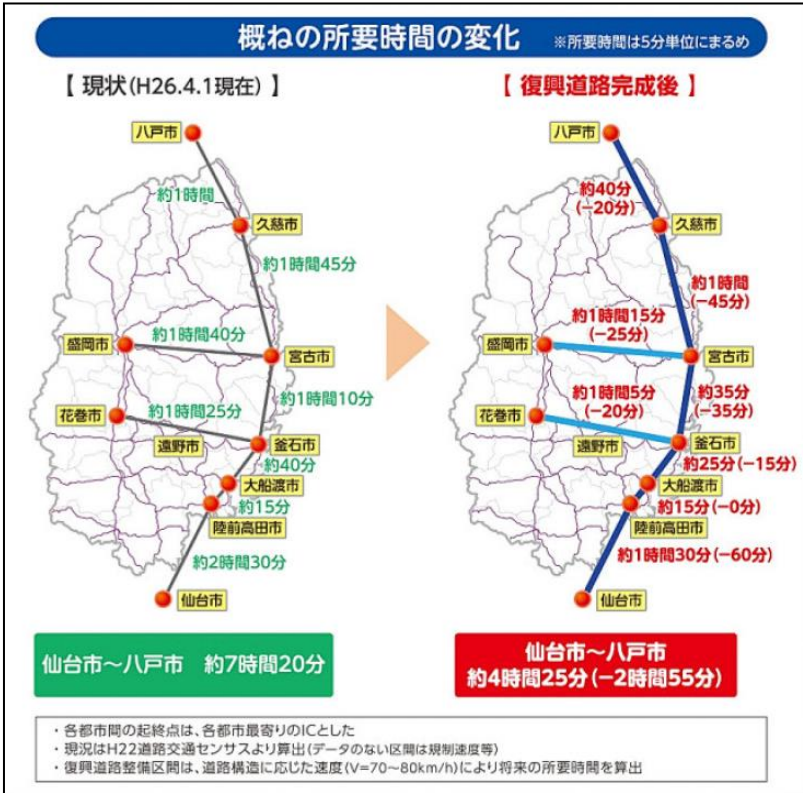 概ねの所要時間の変化 ※所要時間は5分単位にまるめ
【 現状(H26.4.1現在) 】
八戸市
約1時間
久慈市
約1時間45分
約1時間40分
盛岡市
宮古市
約1時間10分
花巻市
約1時間25分
遠野市
釜石市
約40分
大船渡市
約15分
陸前高田市
約2時間30分
仙台市
仙台市~八戸市 約7時間20分
【 復興道路完成後 】
八戸市
約40分
(-20分)
久慈市
約1時間
(-45分)
約1時間15分
(-25分)
盛岡市
宮古市
約35分
(-35分)
約1時間5分
(-20分)
花巻市
遠野市
釜石市
約25分(-15分)
大船渡市
約15分(-0分)
陸前高田市
約1時間30分(-60分)
仙台市
仙台市~八戸市
約4時間25分(-2時間55分)
・各都市間の起終点は、各都市最寄りのICとした
・現況はH22道路交通センサスより算出(データのない区間は規制速度等)
・復興道路整備区間は、道路構造に応じた速度(V=70~80km/h)により将来の所要時間を算出